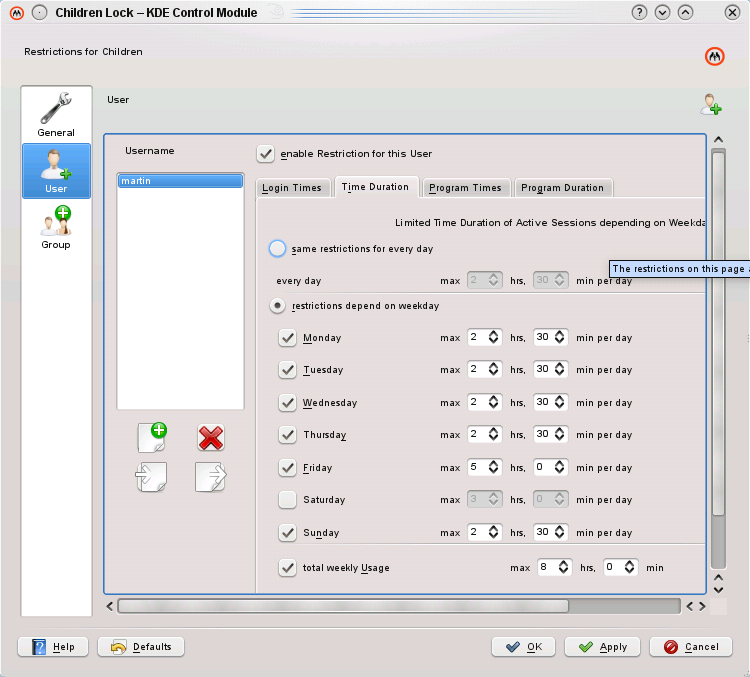 Children Lock – KDE Control Module
Restrictions for Children
General
User
Group
User
Username
martin
enable Restriction for this User
Login Times
Time Duration
Program Times
Program Duration
Limited Time Duration of Active Sessions depending on Weekda
same restrictions for every day
The restrictions on this page a
every day max 2 hrs, 30 min per day
restrictions depend on weekday
Monday max 2 hrs, 30 min per day
Tuesday max 2 hrs, 30 min per day
Wednesday max 2 hrs, 30 min per day
Thursday max 2 hrs, 30 min per day
Friday max 5 hrs, 0 min per day
Saturday max 3 hrs, 0 min per day
Sunday max 2 hrs, 30 min per day
total weekly Usage max 8 hrs, 0 min
Help
Defaults
OK
Apply
Cancel